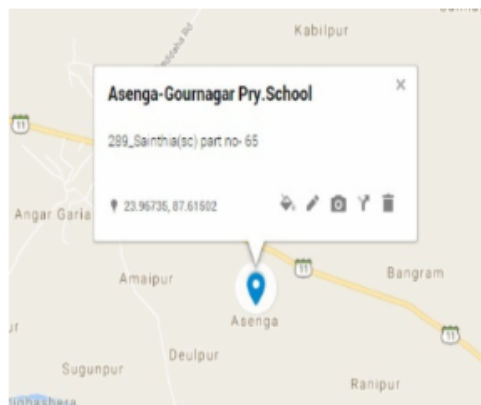 Kabilpur
Asenga-Gournagar Pry.School
289_Sainthia(sc) part no- 65
11
23.96735, 87.61502
Angar Garia
11
Bangram
Amaipur
11
Asenga
Deulpur
Sugunpur
Ranipur